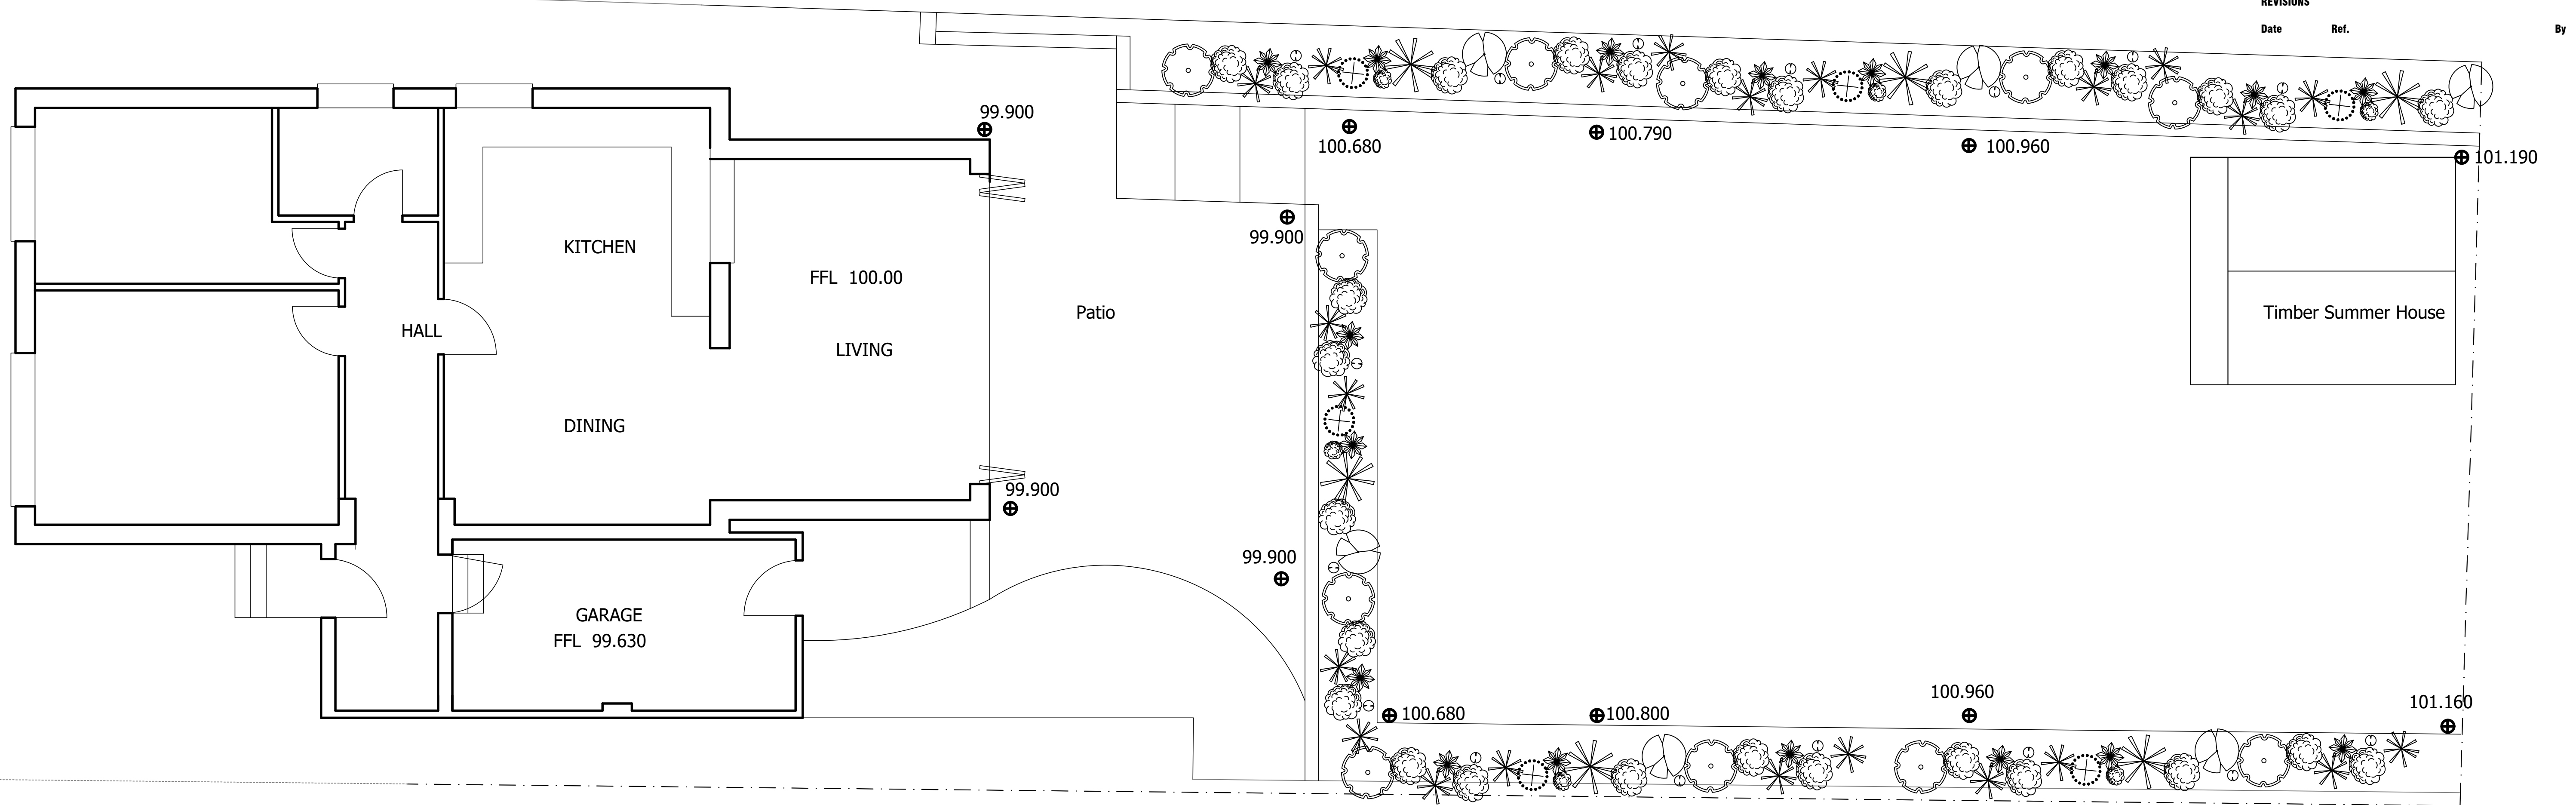 REVISIONS
Date Ref. By
99.900
100.680
100.790
100.960
101.190
99.900
KITCHEN
FFL 100.00
Patio
Timber Summer House
HALL
LIVING
DINING
99.900
99.900
GARAGE
FFL 99.630
100.680
100.800
100.960
101.160